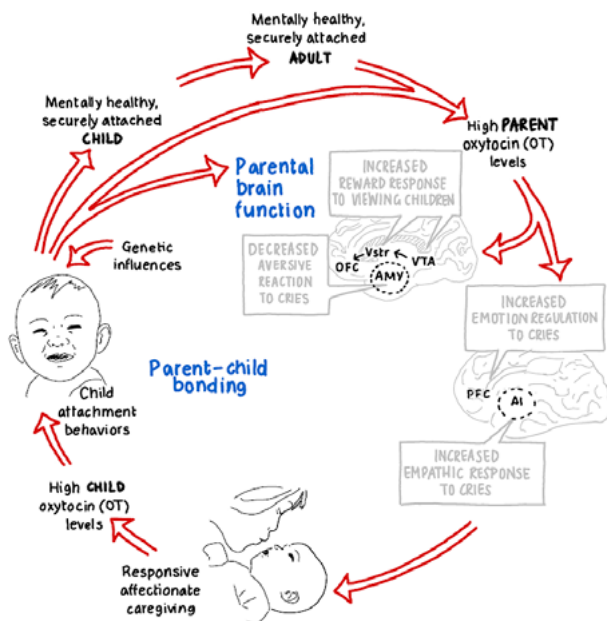 Mentally healthy,
securely attached
ADULT
Mentally healthy,
securely attached
CHILD
High PARENT
oxytocin (OT)
levels
Parental
brain
function
INCREASED
REWARD RESPONSE
TO VIEWING CHILDREN
Genetic
influences
DECREASED
AVERSIVE
REACTION
TO CRIES
OFC
Vstr
VTA
AMY
INCREASED
EMOTION REGULATION
TO CRIES
Parent-child
bonding
PFC
AI
Child
attachment
behaviors
INCREASED
EMPATHIC RESPONSE
TO CRIES
High CHILD
oxytocin (OT)
levels
Responsive
affectionate
caregiving